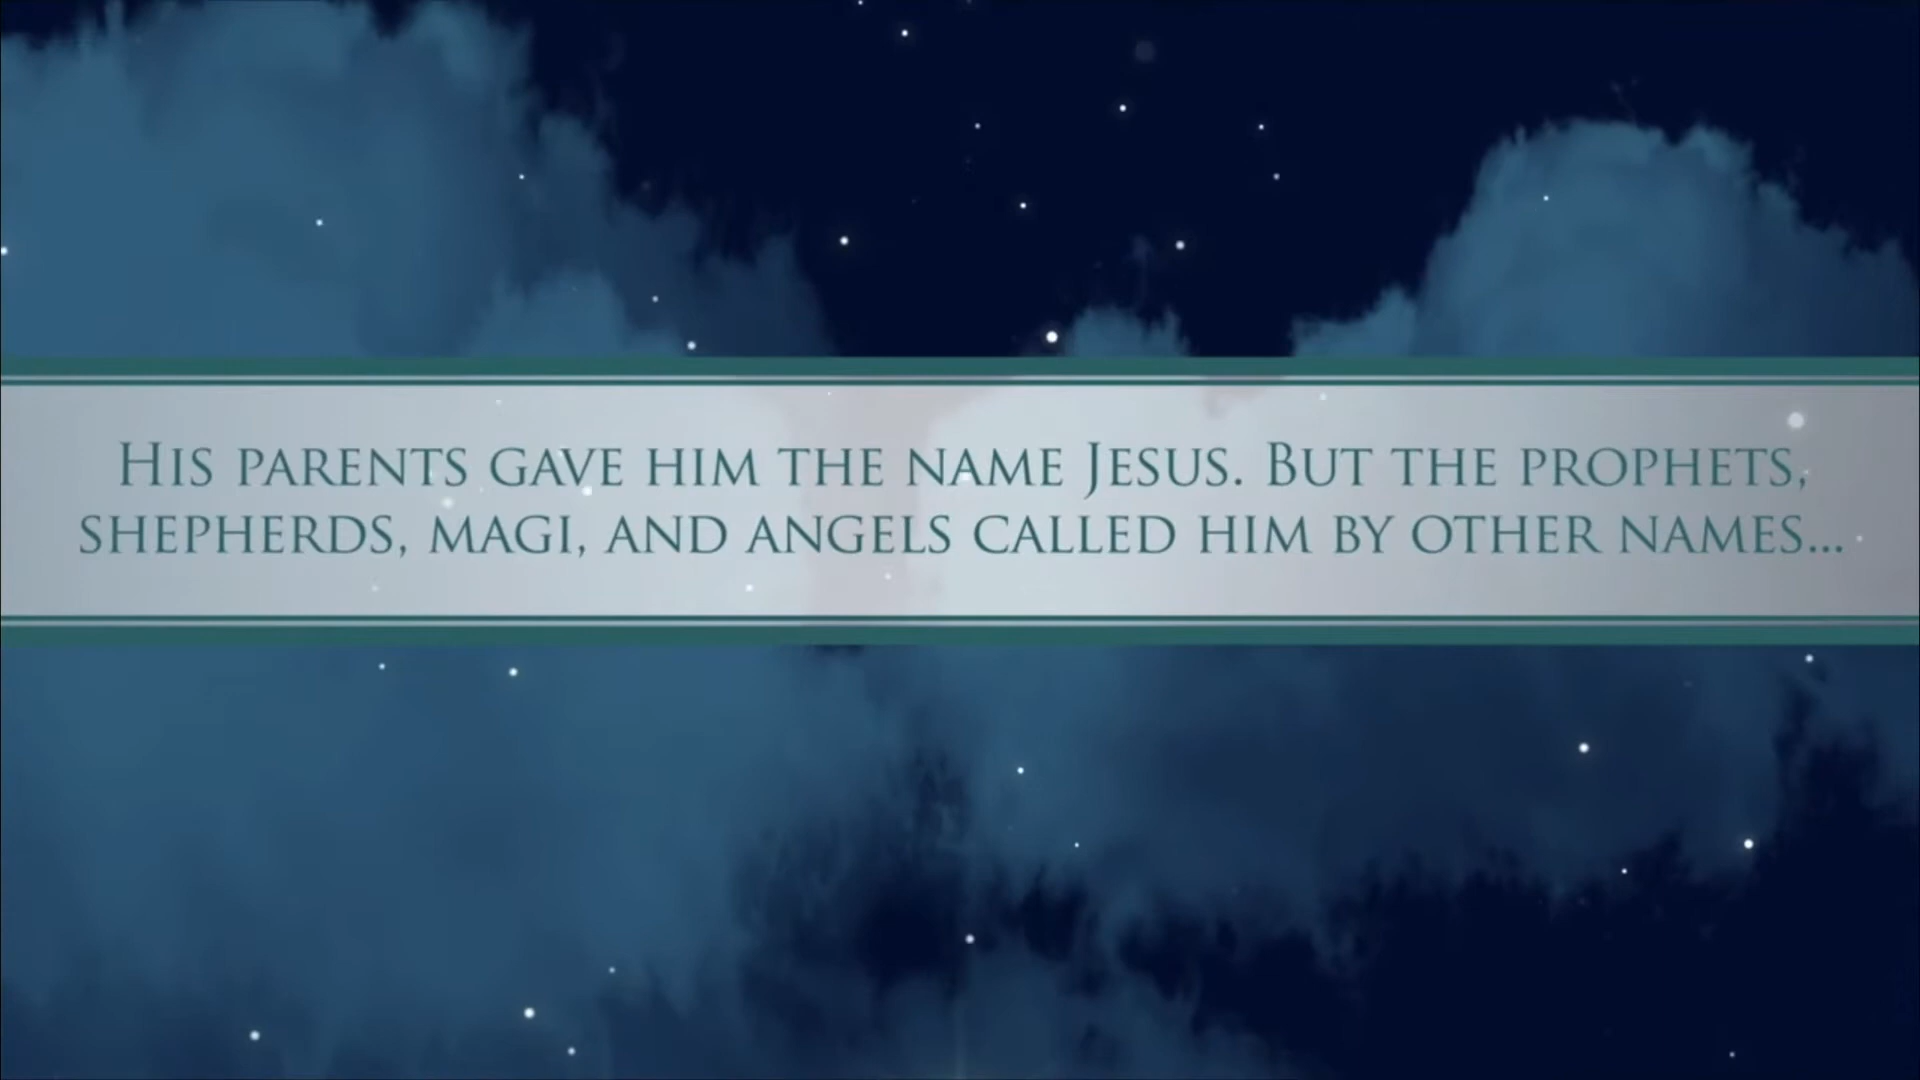 His parents gave him the name Jesus. But the prophets,
shepherds, magi, and angels called him by other names...